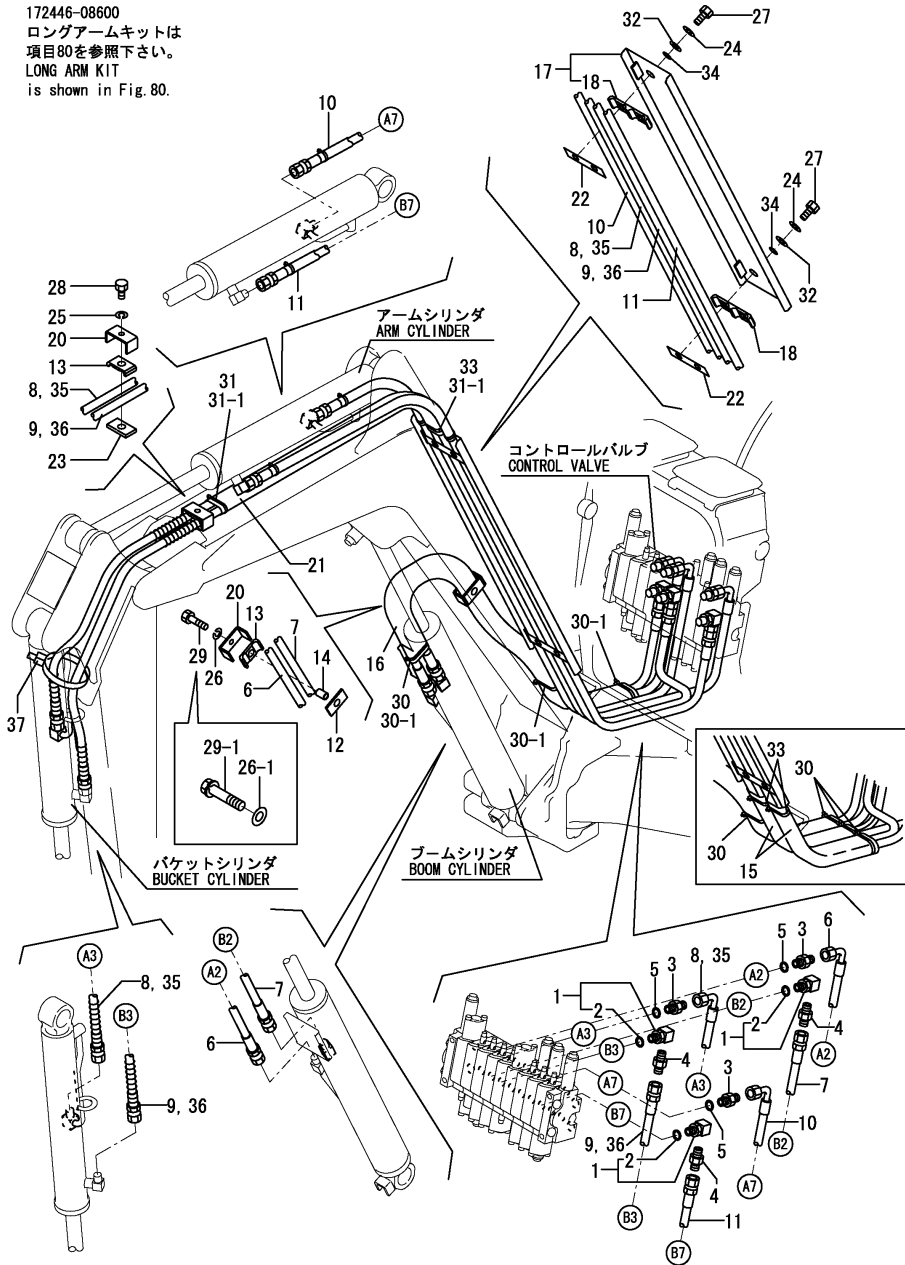 172446-08600
ロングアームキットは
項目80を参照下さい。
LONG ARM KIT
is shown in Fig.80.
32
27
24
34
17
18
10
A7
22
27
24
34
10
B7
8, 35
9, 36
32
11
11
28
25
20
アームシリンダ
ARM CYLINDER
18
13
33
31-1
22
8, 35
31
31-1
9, 36
23
コントロールバルブ
CONTROL VALVE
21
20
13
7
30-1
14
16
29
26
6
30
30-1
12
30-1
37
29-1
26-1
33
30
30
15
バケットシリンダ
BUCKET CYLINDER
ブームシリンダ
BOOM CYLINDER
A3
8, 35
B3
9, 36
B2
A2
7
6
5
3
6
5
3
8, 35
A2
1
2
B2
2
1
4
A3
B3
4
A2
3
7
A7
A3
B7
10
9, 36
2
5
B2
1
4
A7
B3
11
B7